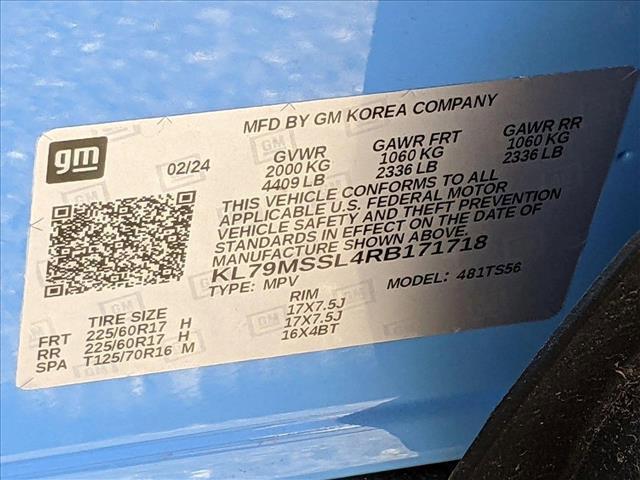 MFD BY GM KOREA COMPANY
gm
02/24
GVWR
2000 KG
4409 LB
GAWR FRT
1060 KG
2336 LB
GAWR RR
1060 KG
2336 LB
THIS VEHICLE CONFORMS TO ALL
APPLICABLE U.S. FEDERAL MOTOR
VEHICLE SAFETY AND THEFT PREVENTION
STANDARDS IN EFFECT ON THE DATE OF
MANUFACTURE SHOWN ABOVE.
KL79MSSL4RB171718
TYPE: MPV
MODEL: 481TS56
TIRE SIZE
RIM
FRT 225/60R17 H 17X7.5J
RR 225/60R17 H 17X7.5J
SPA T125/70R16 M 16X4BT